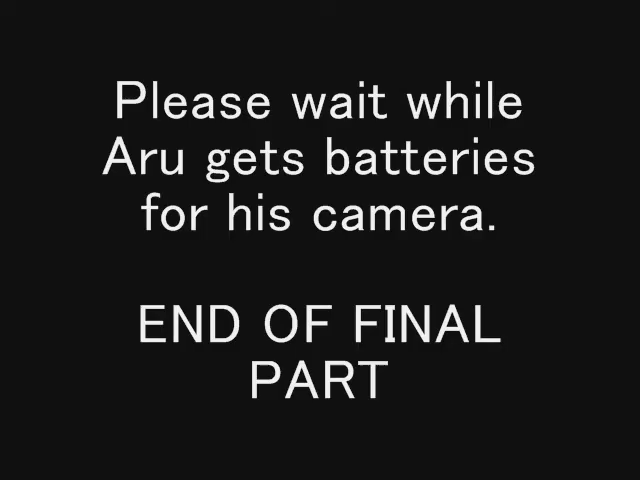 Please wait while
Aru gets batteries
for his camera.
END OF FINAL
PART